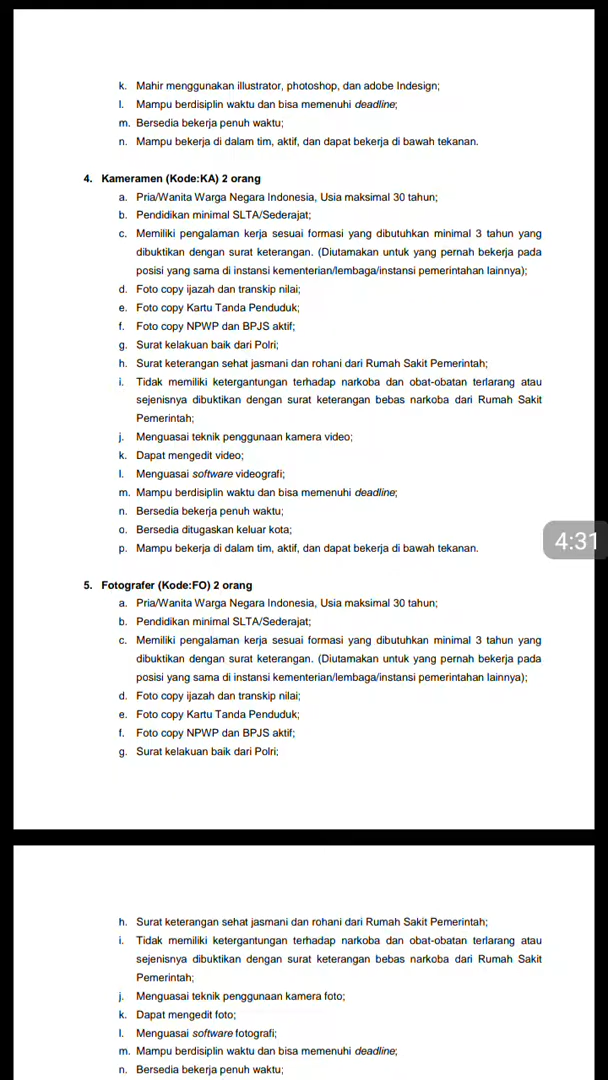 k. Mahir menggunakan illustrator, photoshop, dan adobe Indesign;
l. Mampu berdisiplin waktu dan bisa memenuhi deadline;
m. Bersedia bekerja penuh waktu;
n. Mampu bekerja di dalam tim, aktif, dan dapat bekerja di bawah tekanan.
4. Kameramen (Kode:KA) 2 orang
a. Pria/Wanita Warga Negara Indonesia, Usia maksimal 30 tahun;
b. Pendidikan minimal SLTA/Sederajat;
c. Memiliki pengalaman kerja sesuai formasi yang dibutuhkan minimal 3 tahun yang
dibuktikan dengan surat keterangan. (Diutamakan untuk yang pernah bekerja pada
posisi yang sama di instansi kementerian/lembaga/instansi pemerintahan lainnya);
d. Foto copy ijazah dan transkip nilai;
e. Foto copy Kartu Tanda Penduduk;
f. Foto copy NPWP dan BPJS aktif;
g. Surat kelakuan baik dari Polri;
h. Surat keterangan sehat jasmani dan rohani dari Rumah Sakit Pemerintah;
i. Tidak memiliki ketergantungan terhadap narkoba dan obat-obatan terlarang atau
sejenisnya dibuktikan dengan surat keterangan bebas narkoba dari Rumah Sakit
Pemerintah;
j. Menguasai teknik penggunaan kamera video;
k. Dapat mengedit video;
l. Menguasai software videografi;
m. Mampu berdisiplin waktu dan bisa memenuhi deadline;
n. Bersedia bekerja penuh waktu;
o. Bersedia ditugaskan keluar kota;
4:31
p. Mampu bekerja di dalam tim, aktif, dan dapat bekerja di bawah tekanan.
5. Fotografer (Kode:FO) 2 orang
a. Pria/Wanita Warga Negara Indonesia, Usia maksimal 30 tahun;
b. Pendidikan minimal SLTA/Sederajat;
c. Memiliki pengalaman kerja sesuai formasi yang dibutuhkan minimal 3 tahun yang
dibuktikan dengan surat keterangan. (Diutamakan untuk yang pernah bekerja pada
posisi yang sama di instansi kementerian/lembaga/instansi pemerintahan lainnya);
d. Foto copy ijazah dan transkip nilai;
e. Foto copy Kartu Tanda Penduduk;
f. Foto copy NPWP dan BPJS aktif;
g. Surat kelakuan baik dari Polri;
h. Surat keterangan sehat jasmani dan rohani dari Rumah Sakit Pemerintah;
i. Tidak memiliki ketergantungan terhadap narkoba dan obat-obatan terlarang atau
sejenisnya dibuktikan dengan surat keterangan bebas narkoba dari Rumah Sakit
Pemerintah;
j. Menguasai teknik penggunaan kamera foto;
k. Dapat mengedit foto;
l. Menguasai software fotografi;
m. Mampu berdisiplin waktu dan bisa memenuhi deadline;
n. Bersedia bekerja penuh waktu;